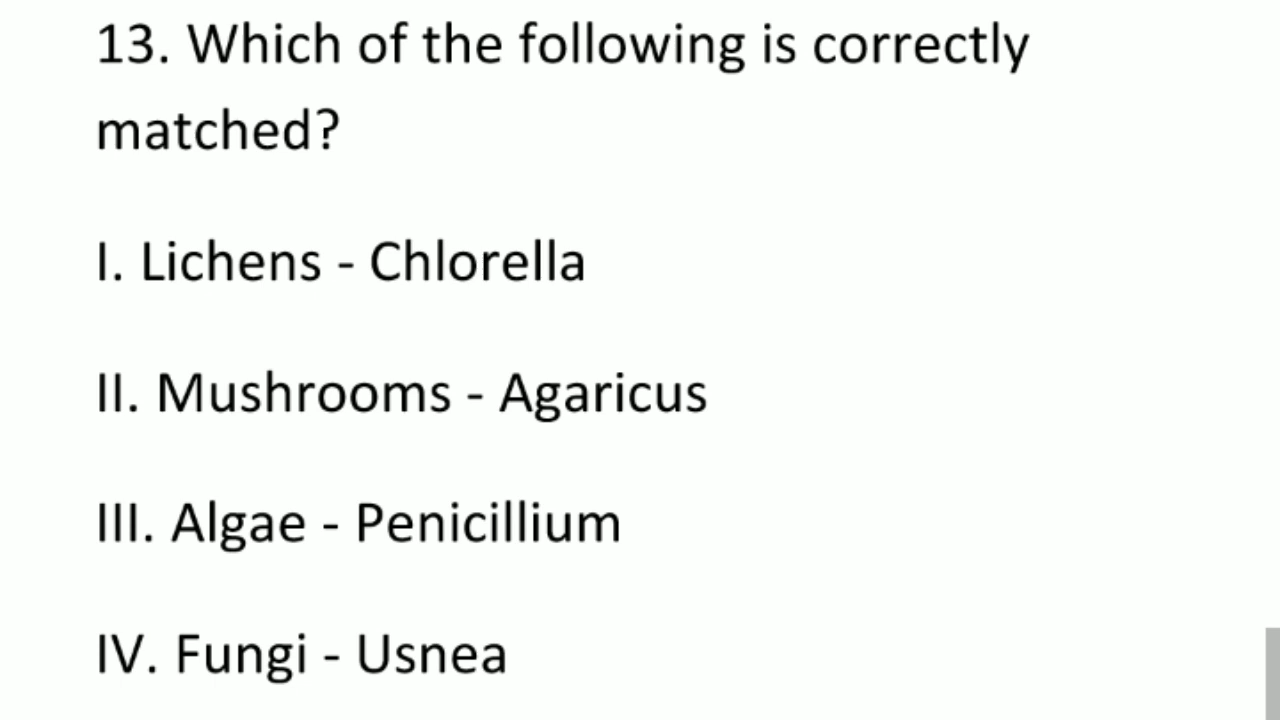 13. Which of the following is correctly
matched?
I. Lichens - Chlorella
II. Mushrooms - Agaricus
III. Algae - Penicillium
IV. Fungi - Usnea